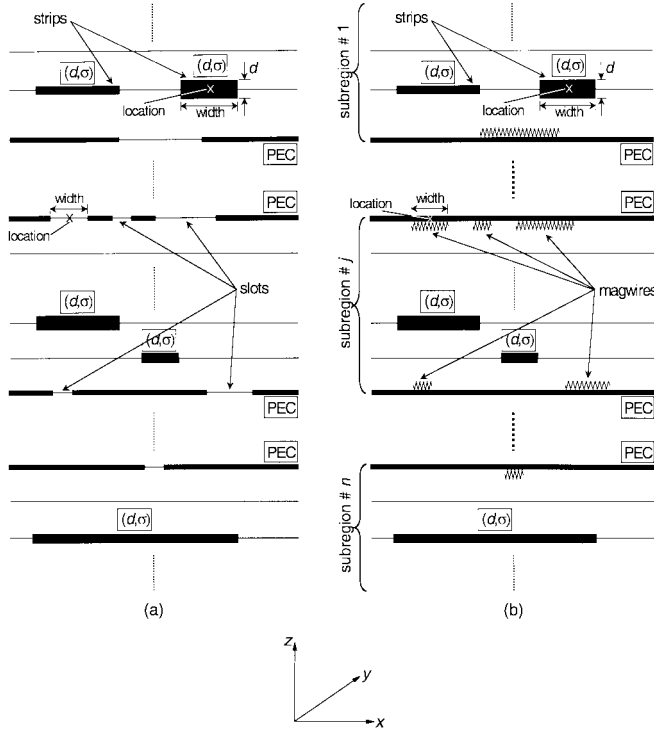 strips
(d,σ)
(d,σ)
d
location
width
PEC
PEC
width
location
slots
(d,σ)
(d,σ)
PEC
PEC
(d,σ)
(a)
subregion # 1
strips
(d,σ)
(d,σ)
d
location
width
PEC
PEC
location
width
subregion # j
magwires
(d,σ)
(d,σ)
PEC
PEC
subregion # n
(d,σ)
(b)
z
y
x